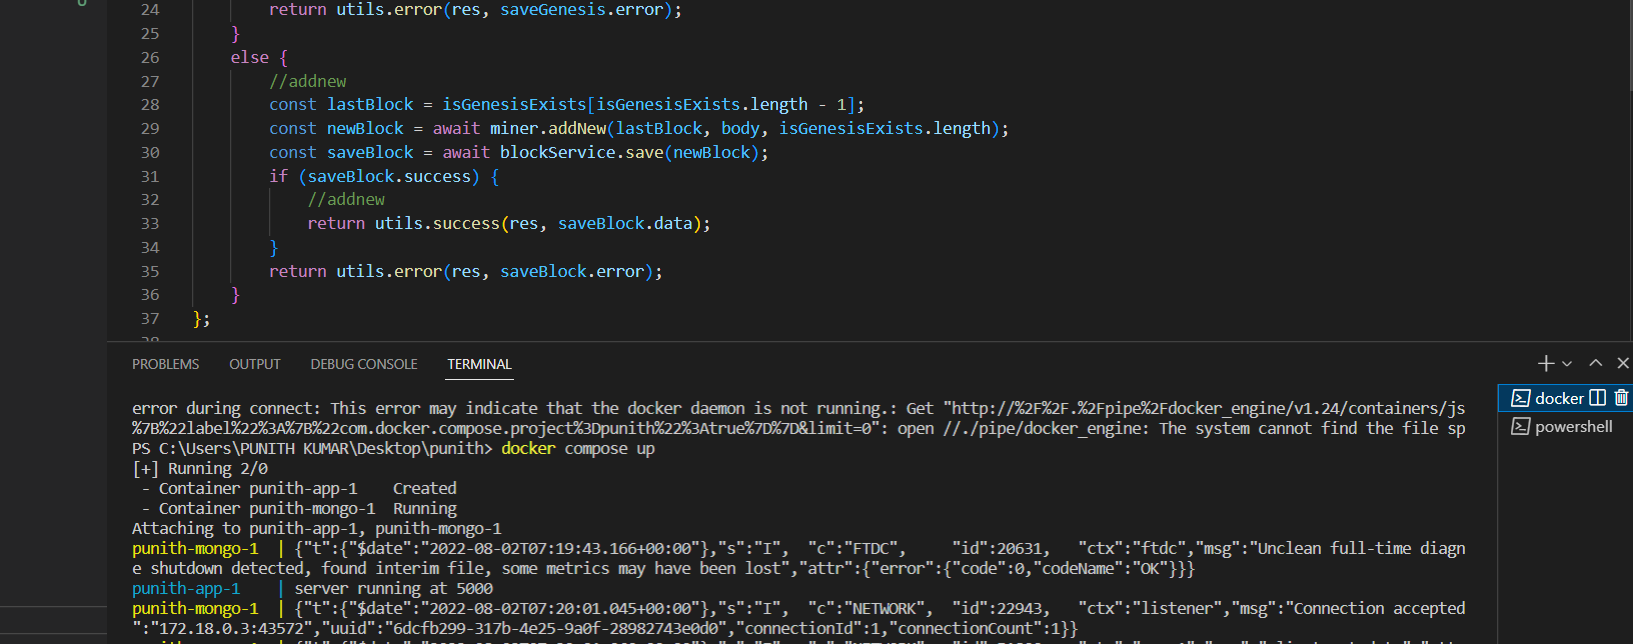 24 return utils.error(res, saveGenesis.error);
25 }
26 else {
27 //addnew
28 const lastBlock = isGenesisExists[isGenesisExists.length - 1];
29 const newBlock = await miner.addNew(lastBlock, body, isGenesisExists.length);
30 const saveBlock = await blockService.save(newBlock);
31 if (saveBlock.success) {
32 //addnew
33 return utils.success(res, saveBlock.data);
34 }
35 return utils.error(res, saveBlock.error);
36 }
37 };
PROBLEMS OUTPUT DEBUG CONSOLE TERMINAL
error during connect: This error may indicate that the docker daemon is not running.: Get "http://%2F%2F.%2Fpipe%2Fdocker_engine/v1.24/containers/js
%7B%22label%22%3A%7B%22com.docker.compose.project%3Dpunith%22%3Atrue%7D%7D&limit=0": open //./pipe/docker_engine: The system cannot find the file sp
PS C:\Users\PUNITH KUMAR\Desktop\punith> docker compose up
[+] Running 2/0
- Container punith-app-1 Created
- Container punith-mongo-1 Running
Attaching to punith-app-1, punith-mongo-1
punith-mongo-1 | {"t":{"$date":"2022-08-02T07:19:43.166+00:00"},"s":"I", "c":"FTDC", "id":20631, "ctx":"ftdc","msg":"Unclean full-time diagn
e shutdown detected, found interim file, some metrics may have been lost","attr":{"error":{"code":0,"codeName":"OK"}}}
punith-app-1 | server running at 5000
punith-mongo-1 | {"t":{"$date":"2022-08-02T07:20:01.045+00:00"},"s":"I", "c":"NETWORK", "id":22943, "ctx":"listener","msg":"Connection accepted
":"172.18.0.3:43572","uuid":"6dcfb299-317b-4e25-9a0f-28982743e0d0","connectionId":1,"connectionCount":1}}
docker
powershell